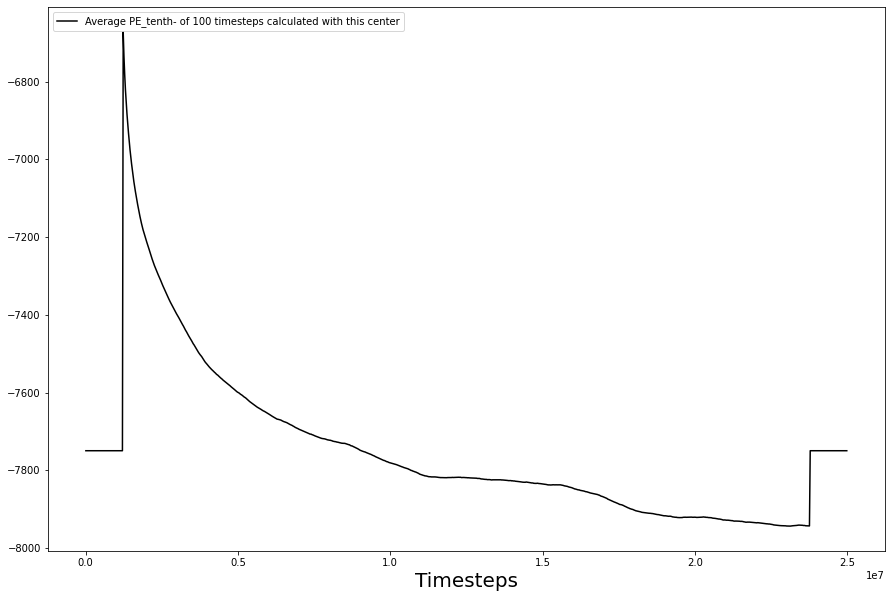 Average PE_tenth- of 100 timesteps calculated with this center
−6800
−7000
−7200
−7400
−7600
−7800
−8000
0.0 0.5 1.0 1.5 2.0 2.5
1e7
Timesteps